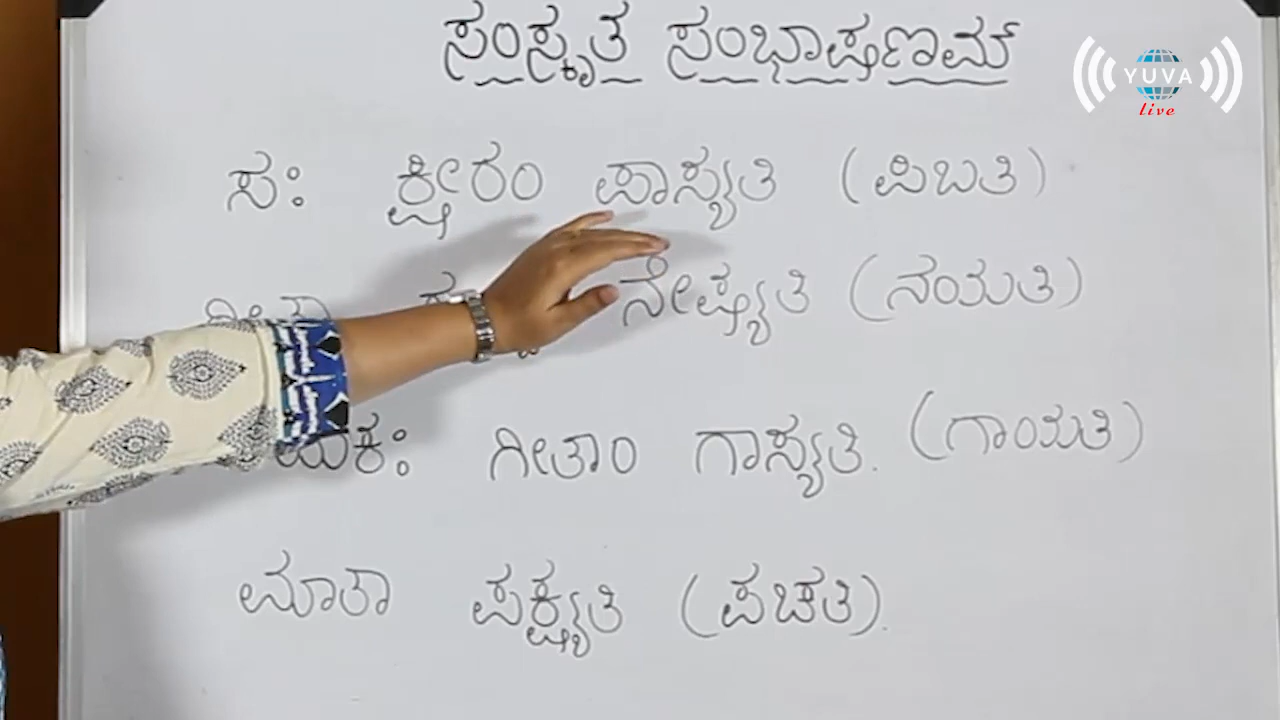 ಸಂಸ್ಕೃತ ಸಂಭಾಷಣಮ್
YUVA
live
ಸಃ ಕ್ಷೀರಂ ಪಾಸ್ಯತಿ (ಪಿಬತಿ)
ನೇಷ್ಯತಿ (ನಯತಿ)
ಗೀತಾಂ ಗಾಸ್ಯತಿ. (ಗಾಯತಿ)
ಮಾತಾ ಪಕ್ಷ್ಯತಿ (ಪಚತಿ).